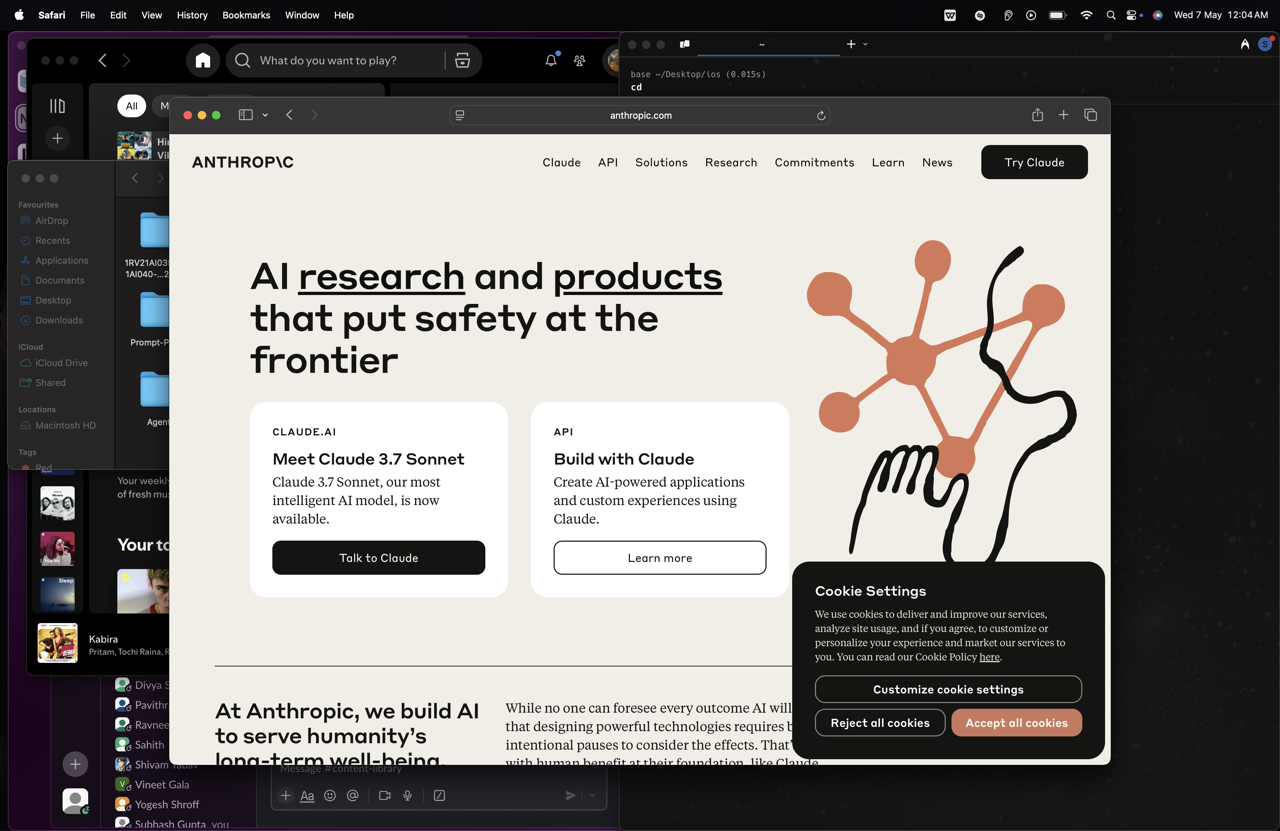 Safari File Edit View History Bookmarks Window Help
Wed 7 May 12:04 AM
What do you want to play?
All
~
S
base ~/Desktop/ios (0.015s)
cd
anthropic.com
ANTHROP\C
Claude API Solutions Research Commitments Learn News Try Claude
Favourites
AirDrop
Recents
Applications
Documents
Desktop
Downloads
iCloud
iCloud Drive
Shared
Locations
Macintosh HD
Tags
Red
1RV21AI03
1AI040-...2
Prompt-P
Agen
AI research and products
that put safety at the
frontier
CLAUDE.AI
Meet Claude 3.7 Sonnet
Claude 3.7 Sonnet, our most
intelligent AI model, is now
available.
Talk to Claude
API
Build with Claude
Create AI-powered applications
and custom experiences using
Claude.
Learn more
Cookie Settings
We use cookies to deliver and improve our services,
analyze site usage, and if you agree, to customize or
personalize your experience and market our services to
you. You can read our Cookie Policy here.
Customize cookie settings
Reject all cookies
Accept all cookies
At Anthropic, we build AI
to serve humanity's
long-term well-being.
While no one can foresee every outcome AI will
that designing powerful technologies requires b
intentional pauses to consider the effects. That'
with human benefit at their foundation, like Claude
Your weekly
of fresh mus
Your to
Sleep
Kabira
Pritam, Tochi Raina, R
Divya S
Pavithr
Ravnee
Sahith
Shivam Yadav
Vineet Gala
Yogesh Shroff
Subhash Gupta you
Message #content-library
Aa